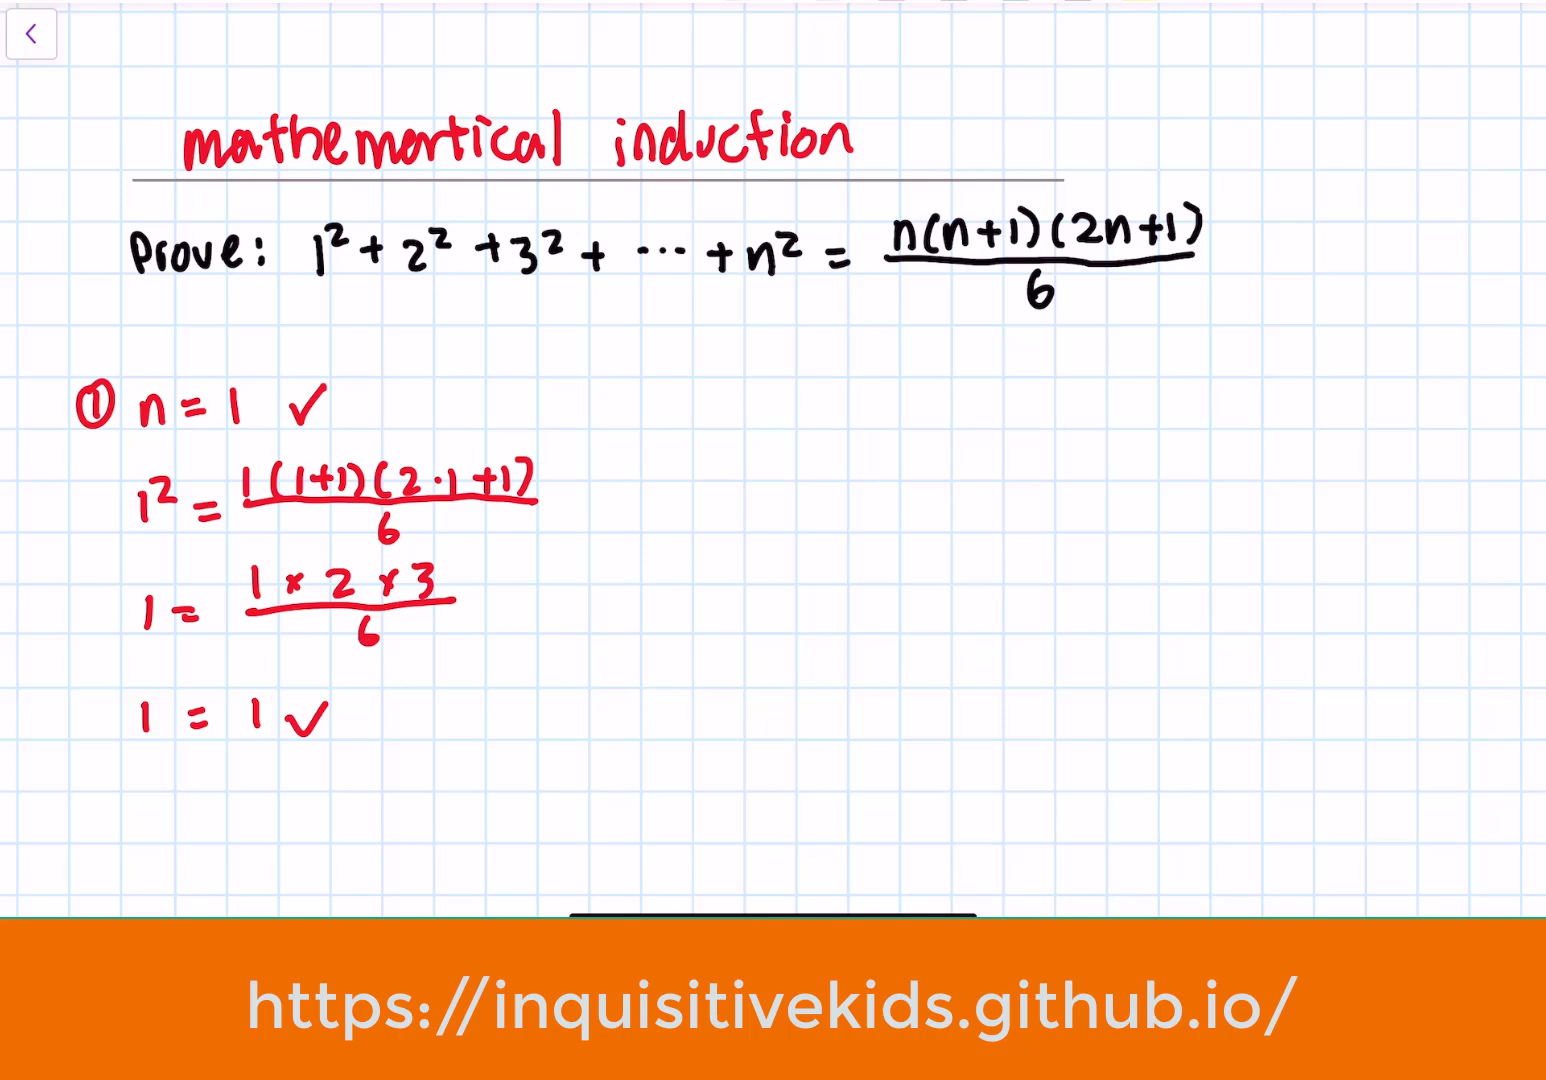 mathemartical induction
Prove: 1² + 2² + 3² + ... + n² = n(n+1)(2n+1) / 6
① n = 1 ✓
1² = 1(1+1)(2·1+1) / 6
1 = 1 × 2 × 3 / 6
1 = 1 ✓
https://inquisitivekids.github.io/